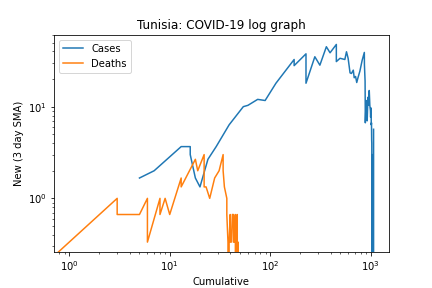 Tunisia: COVID-19 log graph
Cases
Deaths
New (3 day SMA)
10¹
10⁰
10⁰
10¹
10²
10³
Cumulative